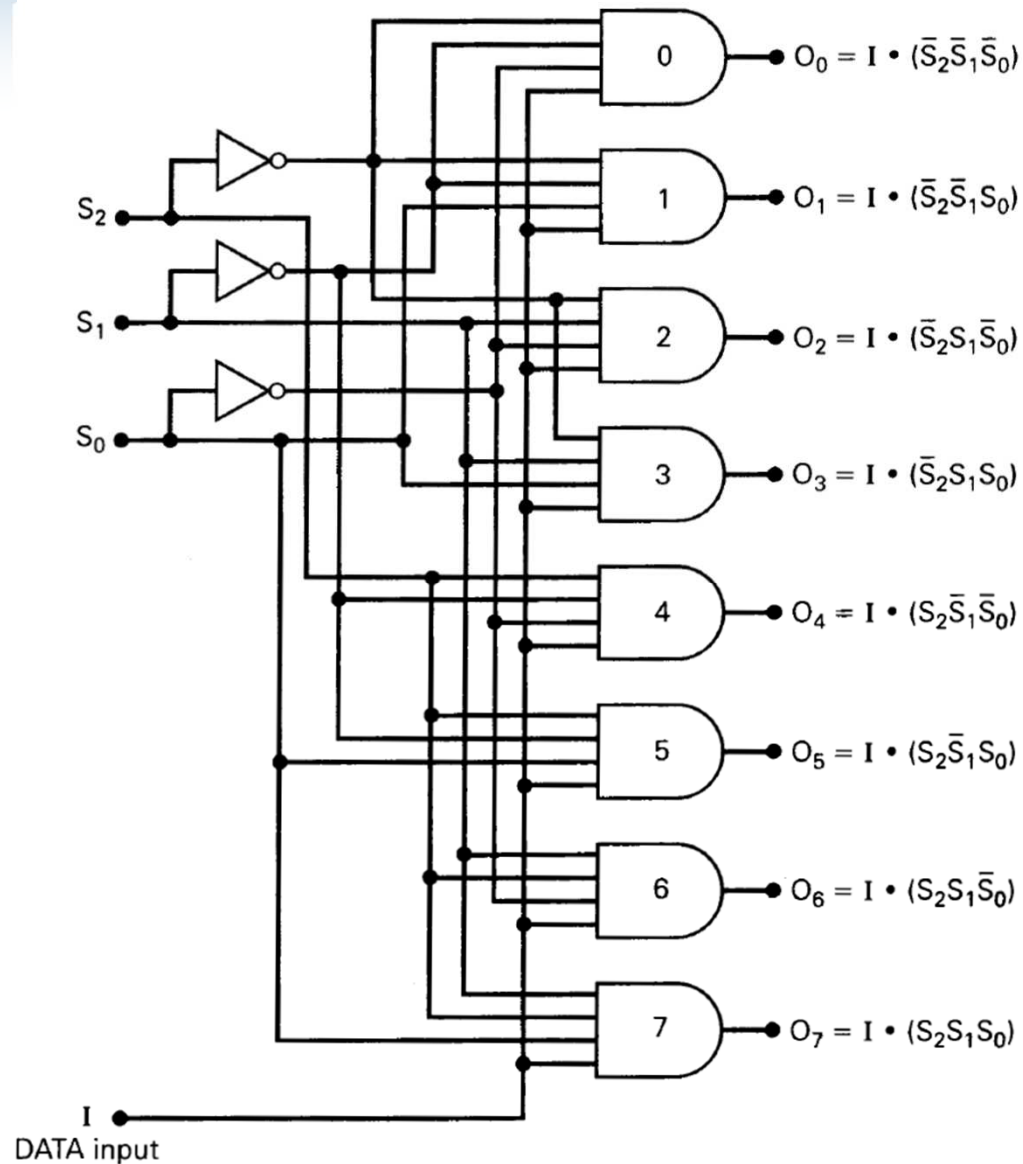 0 O₀ = I • (S̅₂S̅₁S̅₀)
1 O₁ = I • (S̅₂S̅₁S₀)
S₂
S₁
2 O₂ = I • (S̅₂S₁S̅₀)
S₀
3 O₃ = I • (S̅₂S₁S₀)
4 O₄ = I • (S₂S̅₁S̅₀)
5 O₅ = I • (S₂S̅₁S₀)
6 O₆ = I • (S₂S₁S̅₀)
7 O₇ = I • (S₂S₁S₀)
I
DATA input